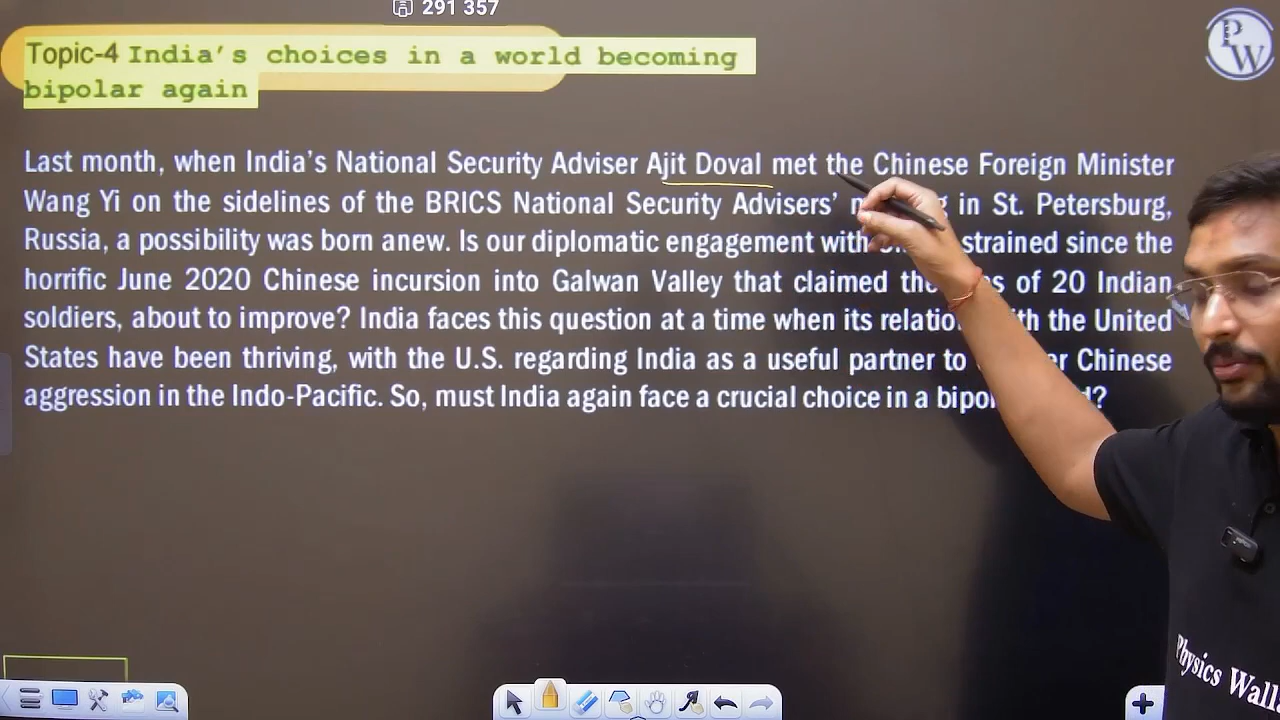 291 357
Topic-4 India's choices in a world becoming
bipolar again
PW
Last month, when India's National Security Adviser Ajit Doval met the Chinese Foreign Minister
Wang Yi on the sidelines of the BRICS National Security Advisers' in St. Petersburg,
Russia, a possibility was born anew. Is our diplomatic engagement with strained since the
horrific June 2020 Chinese incursion into Galwan Valley that claimed the of 20 Indian
soldiers, about to improve? India faces this question at a time when its with the United
States have been thriving, with the U.S. regarding India as a useful partner to Chinese
aggression in the Indo-Pacific. So, must India again face a crucial choice in a
Physics Walla